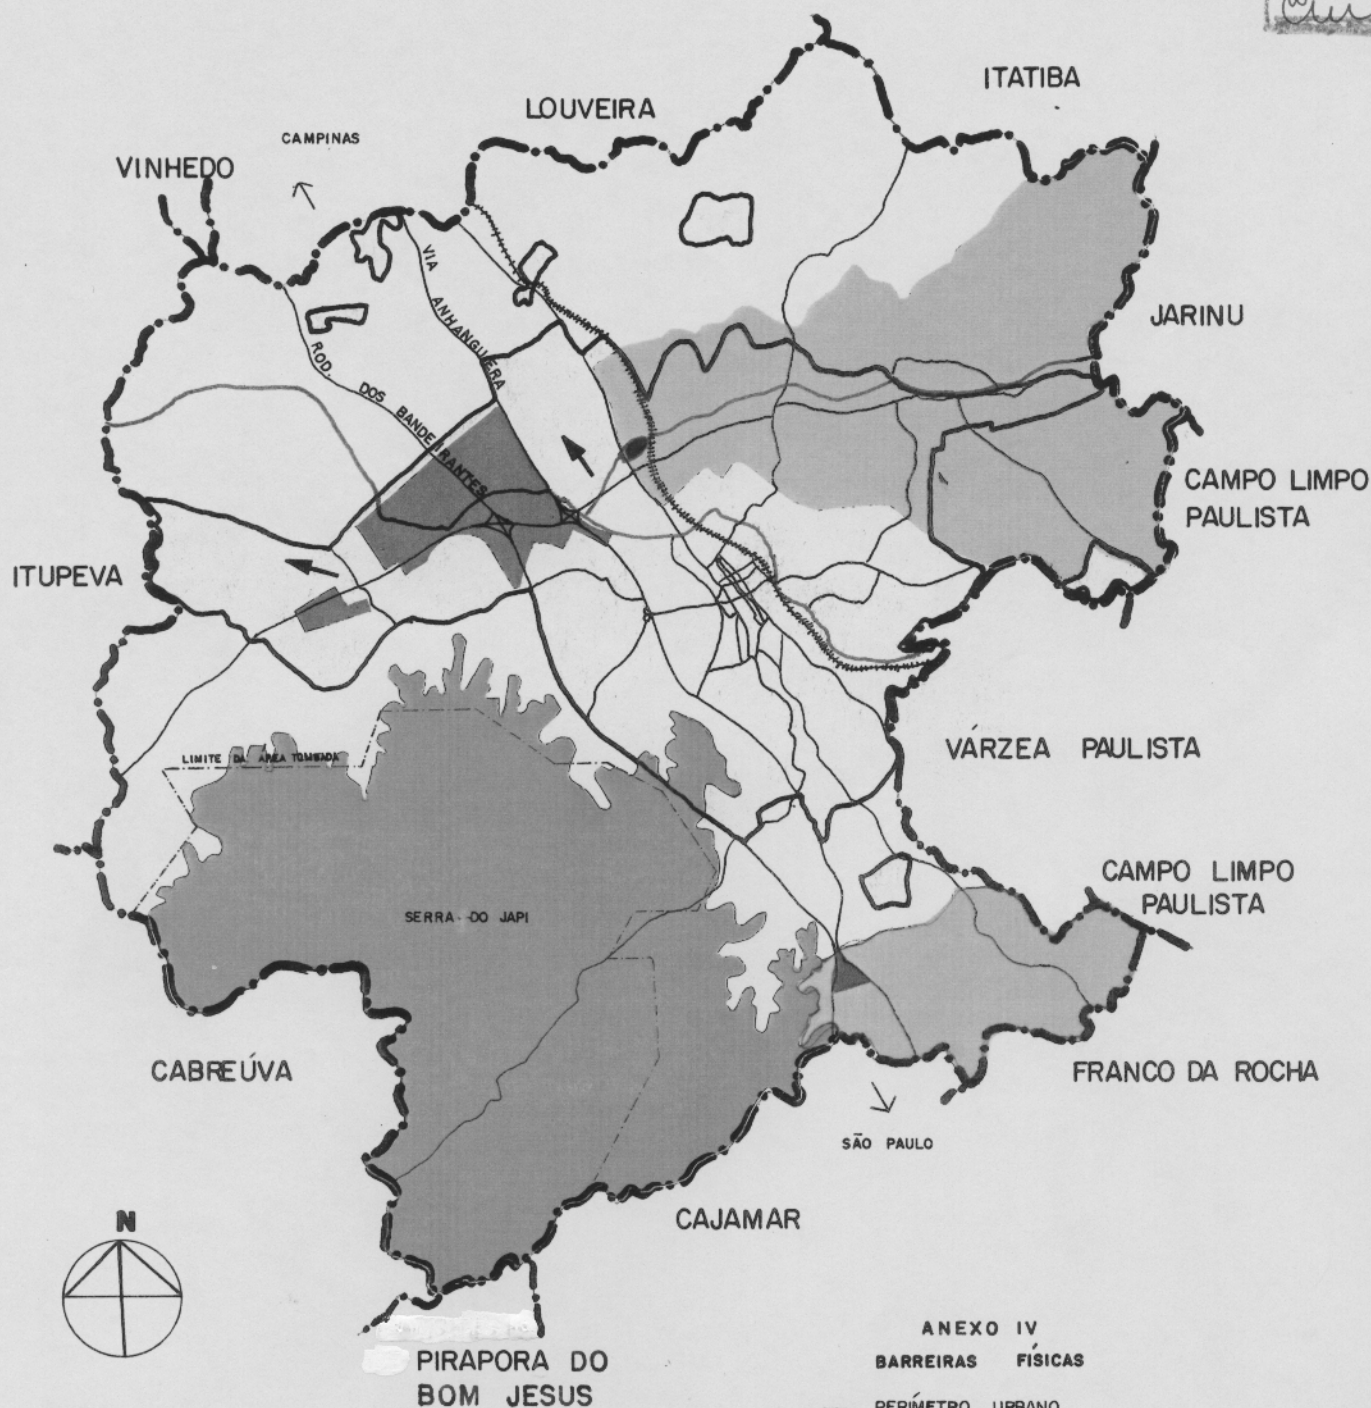 ITATIBA
LOUVEIRA
CAMPINAS
VINHEDO
VIA ANHANGUERA
JARINU
ROD. DOS BANDEIRANTES
CAMPO LIMPO
PAULISTA
ITUPEVA
VÁRZEA PAULISTA
LIMITE DA ÁREA TOMBADA
CAMPO LIMPO
PAULISTA
SERRA DO JAPI
CABREÚVA
FRANCO DA ROCHA
SÃO PAULO
CAJAMAR
N
ANEXO IV
BARREIRAS FÍSICAS
PIRAPORA DO
BOM JESUS
PERÍMETRO URBANO